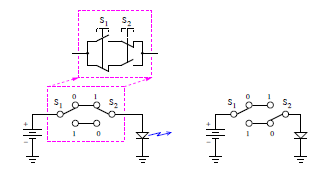 S1 S2
0 1 0 1
S1 S2 S1 S2
+ +
1 0 1 0
- -